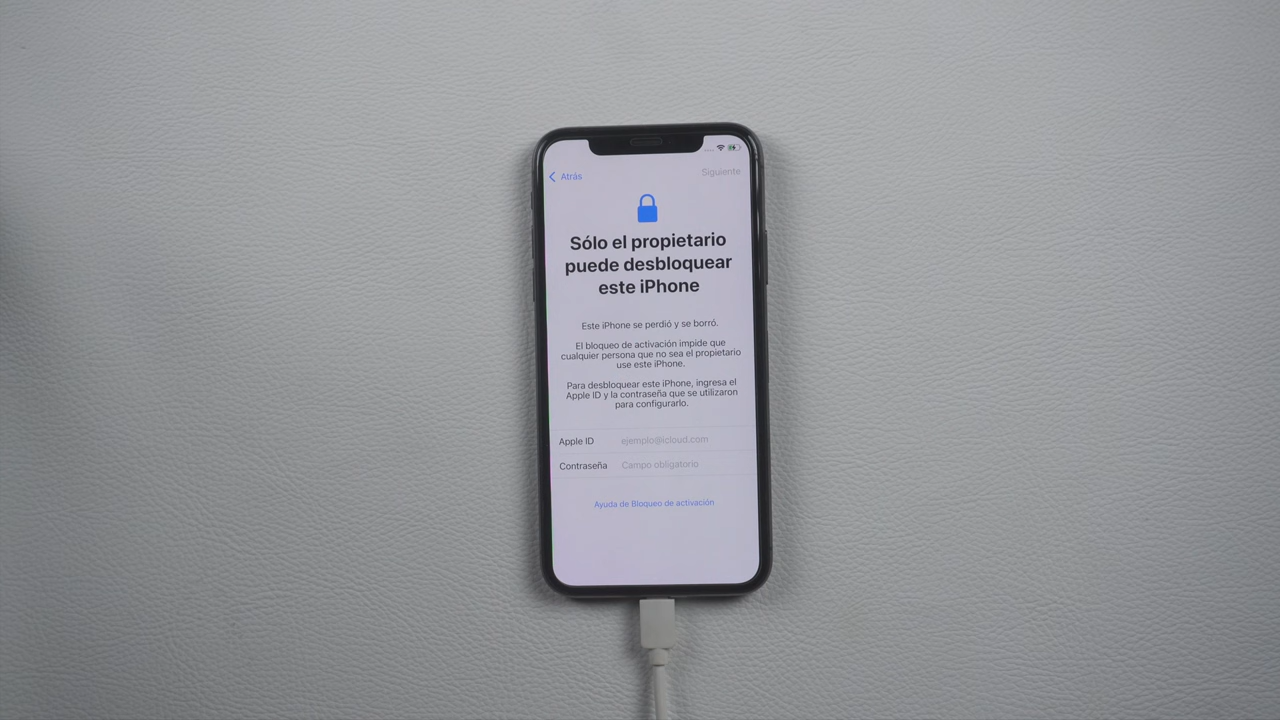 Atrás
Siguiente
Sólo el propietario
puede desbloquear
este iPhone
Este iPhone se perdió y se borró.
El bloqueo de activación impide que
cualquier persona que no sea el propietario
use este iPhone.
Para desbloquear este iPhone, ingresa el
Apple ID y la contraseña que se utilizaron
para configurarlo.
Apple ID ejemplo@icloud.com
Contraseña Campo obligatorio
Ayuda de Bloqueo de activación